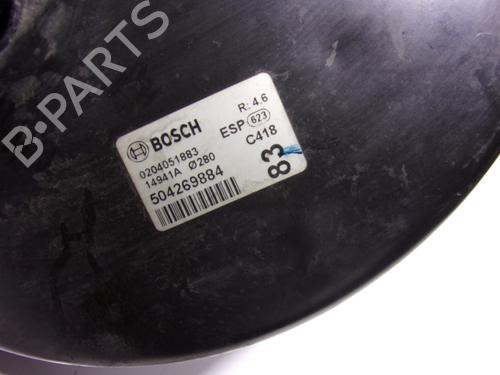 BOSCH
R: 4.6
0204051883
ESP 623
14941A Ø280
C418
504269884
83
B-PARTS